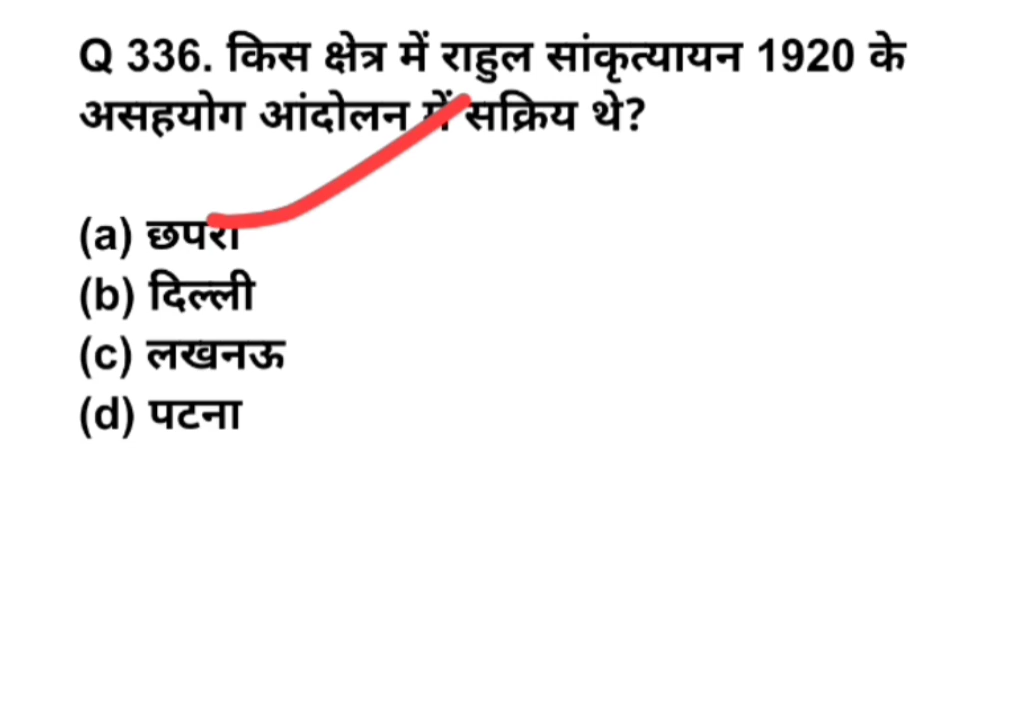 Q 336. किस क्षेत्र में राहुल सांकृत्यायन 1920 के
असहयोग आंदोलन में सक्रिय थे?
(a) छपरा
(b) दिल्ली
(c) लखनऊ
(d) पटना